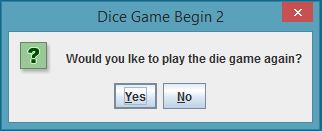 Dice Game Begin 2
Would you lke to play the die game again?
Yes
No